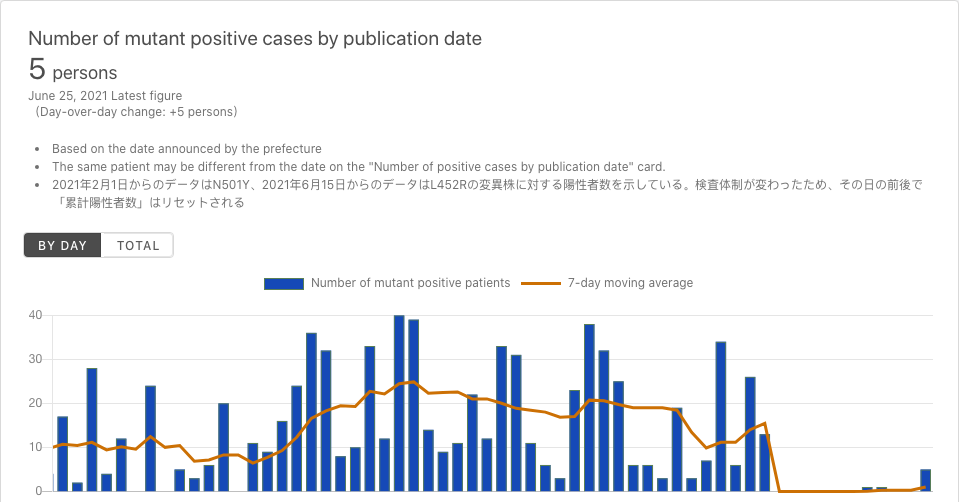 Number of mutant positive cases by publication date
5 persons
June 25, 2021 Latest figure
(Day-over-day change: +5 persons)
• Based on the date announced by the prefecture
• The same patient may be different from the date on the "Number of positive cases by publication date" card.
• 2021年2月1日からのデータはN501Y、2021年6月15日からのデータはL452Rの変異株に対する陽性者数を示している。検査体制が変わったため、その日の前後で
「累計陽性者数」はリセットされる
BY DAY TOTAL
Number of mutant positive patients 7-day moving average
40
30
20
10
0